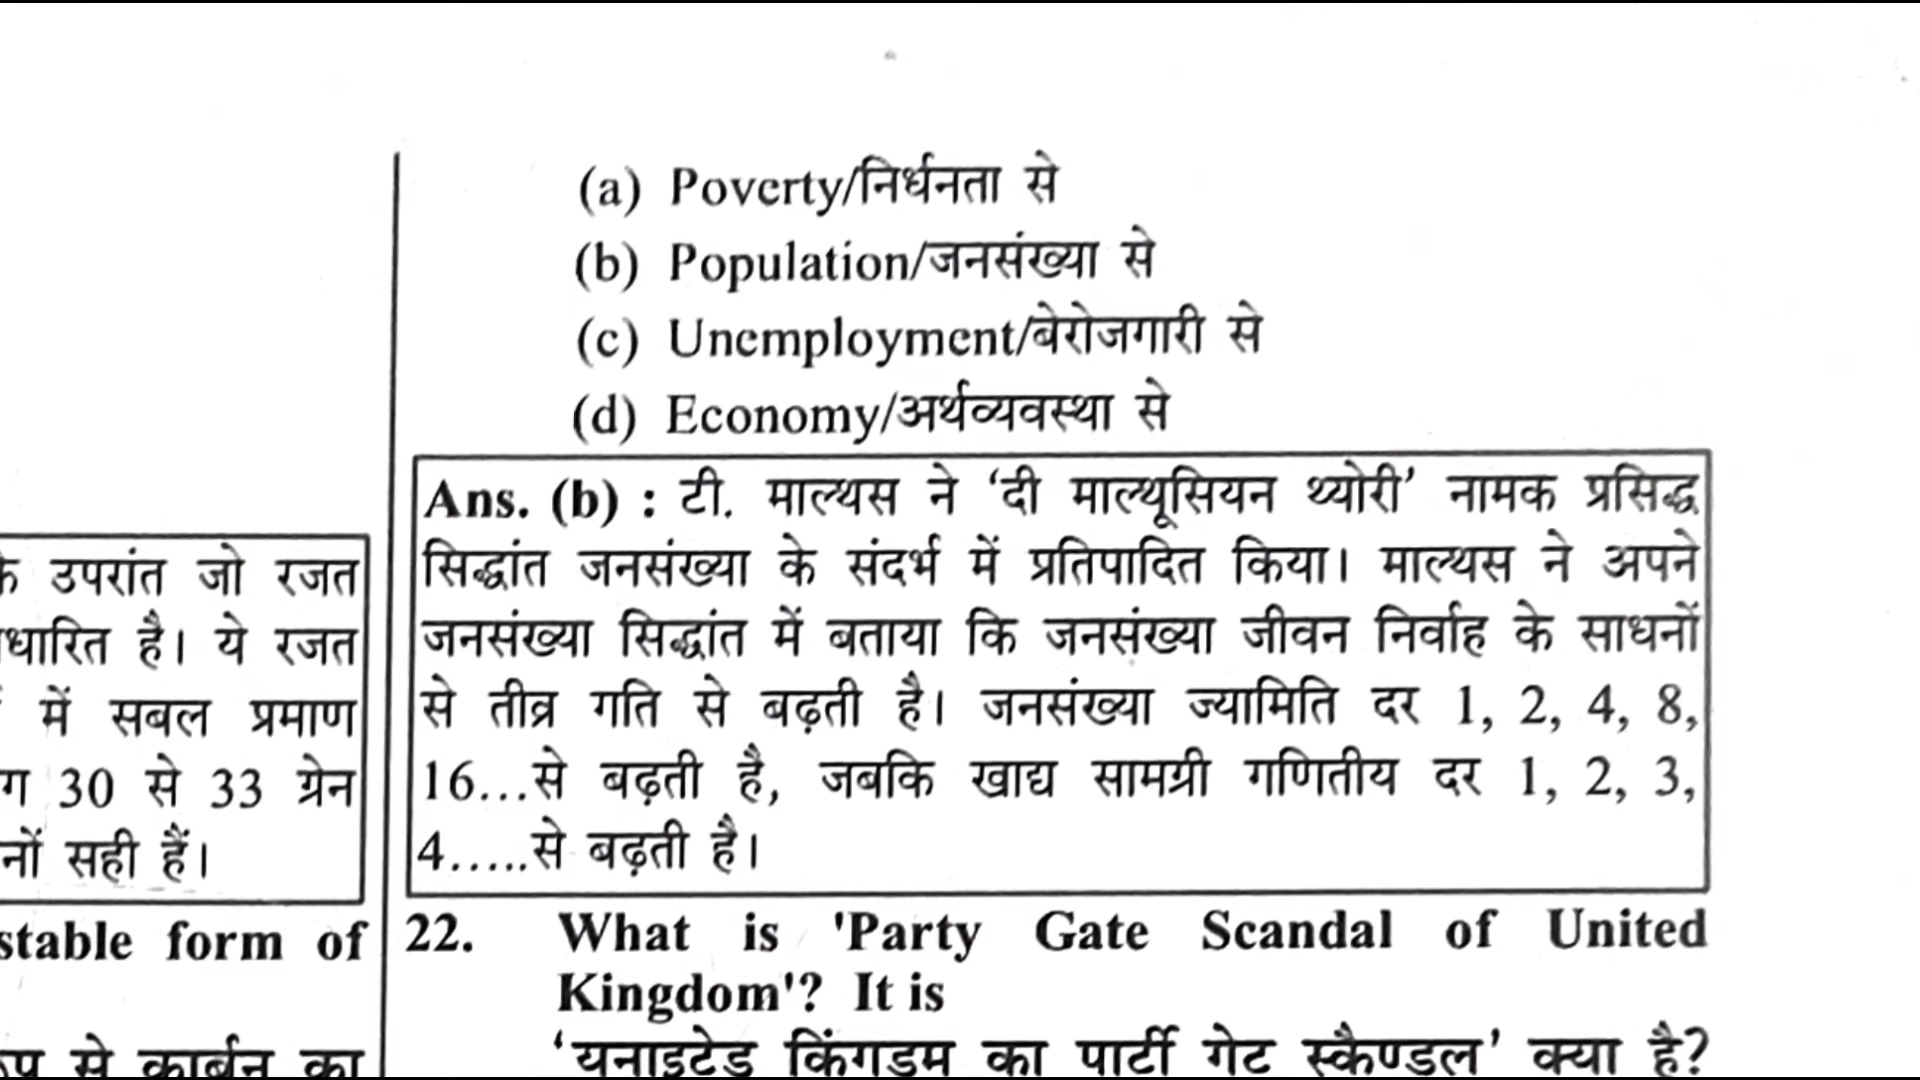 के उपरांत जो रजत
धारित है। ये रजत
में सबल प्रमाण
ग 30 से 33 ग्रेन
नों सही हैं।
stable form of
रूप से कार्बन का
(a) Poverty/निर्धनता से
(b) Population/जनसंख्या से
(c) Unemployment/बेरोजगारी से
(d) Economy/अर्थव्यवस्था से
Ans. (b) : टी. माल्थस ने ‘दी माल्थूसियन थ्योरी’ नामक प्रसिद्ध
सिद्धांत जनसंख्या के संदर्भ में प्रतिपादित किया। माल्थस ने अपने
जनसंख्या सिद्धांत में बताया कि जनसंख्या जीवन निर्वाह के साधनों
से तीव्र गति से बढ़ती है। जनसंख्या ज्यामिति दर 1, 2, 4, 8,
16...से बढ़ती है, जबकि खाद्य सामग्री गणितीय दर 1, 2, 3,
4.....से बढ़ती है।
22. What is 'Party Gate Scandal of United
Kingdom'? It is
‘यूनाइटेड किंगडम का पार्टी गेट स्कैण्डल’ क्या है?